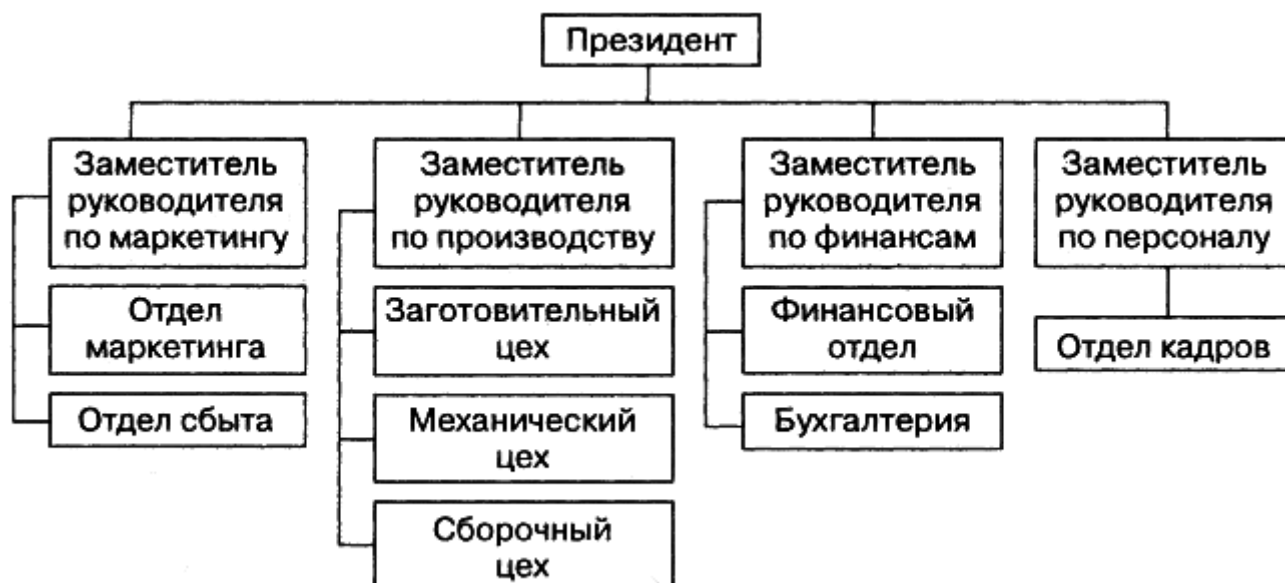 Президент
Заместитель
руководителя
по маркетингу
Заместитель
руководителя
по производству
Заместитель
руководителя
по финансам
Заместитель
руководителя
по персоналу
Отдел
маркетинга
Заготовительный
цех
Финансовый
отдел
Отдел кадров
Отдел сбыта
Механический
цех
Бухгалтерия
Сборочный
цех